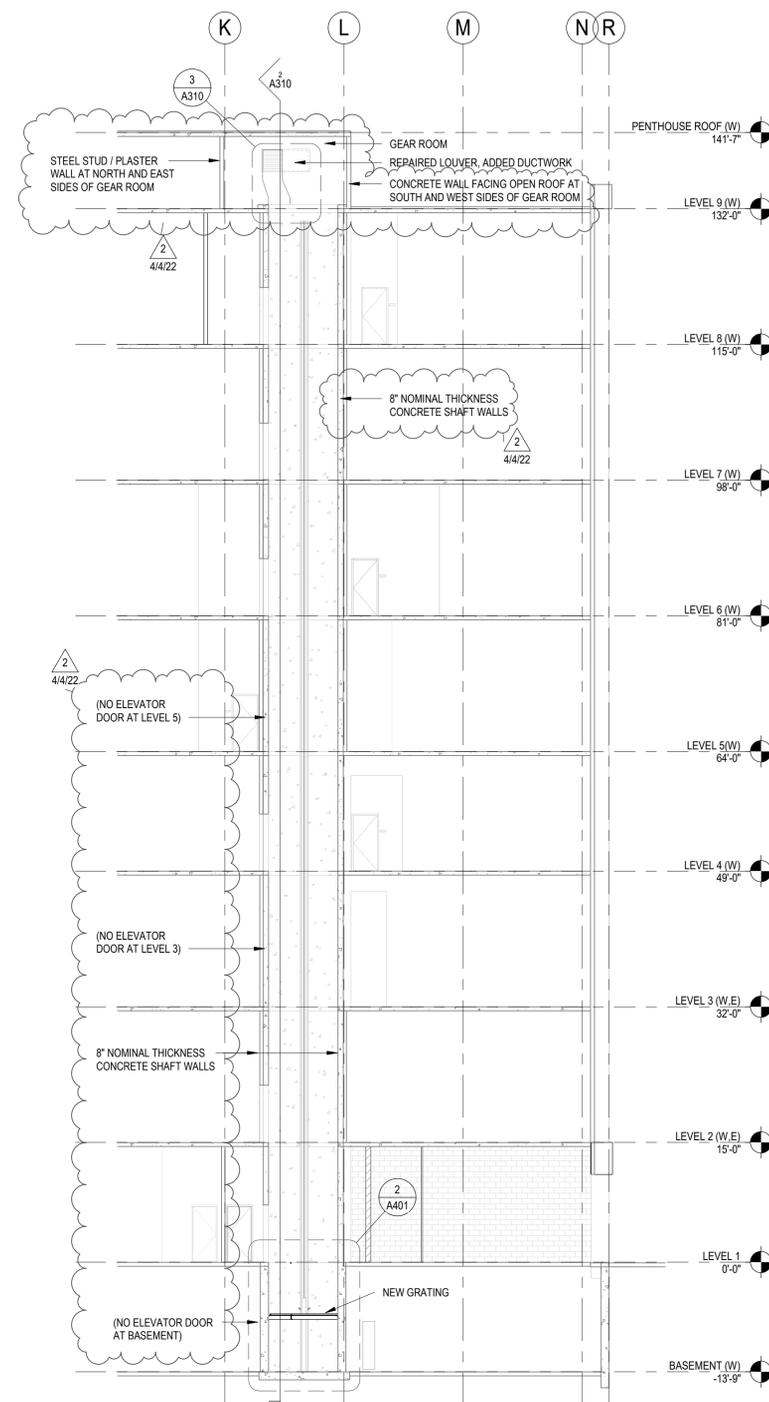 K
L
M
N
R
3
A310
2
A310
PENTHOUSE ROOF (W)
141'-7"
STEEL STUD / PLASTER
WALL AT NORTH AND EAST
SIDES OF GEAR ROOM
GEAR ROOM
REPAIRED LOUVER, ADDED DUCTWORK
CONCRETE WALL FACING OPEN ROOF AT
SOUTH AND WEST SIDES OF GEAR ROOM
LEVEL 9 (W)
132'-0"
2
4/4/22
LEVEL 8 (W)
115'-0"
8" NOMINAL THICKNESS
CONCRETE SHAFT WALLS
2
4/4/22
LEVEL 7 (W)
98'-0"
LEVEL 6 (W)
81'-0"
2
4/4/22
(NO ELEVATOR
DOOR AT LEVEL 5)
LEVEL 5(W)
64'-0"
LEVEL 4 (W)
49'-0"
(NO ELEVATOR
DOOR AT LEVEL 3)
LEVEL 3 (W,E)
32'-0"
8" NOMINAL THICKNESS
CONCRETE SHAFT WALLS
LEVEL 2 (W,E)
15'-0"
2
A401
LEVEL 1
0'-0"
NEW GRATING
(NO ELEVATOR DOOR
AT BASEMENT)
BASEMENT (W)
-13'-9"